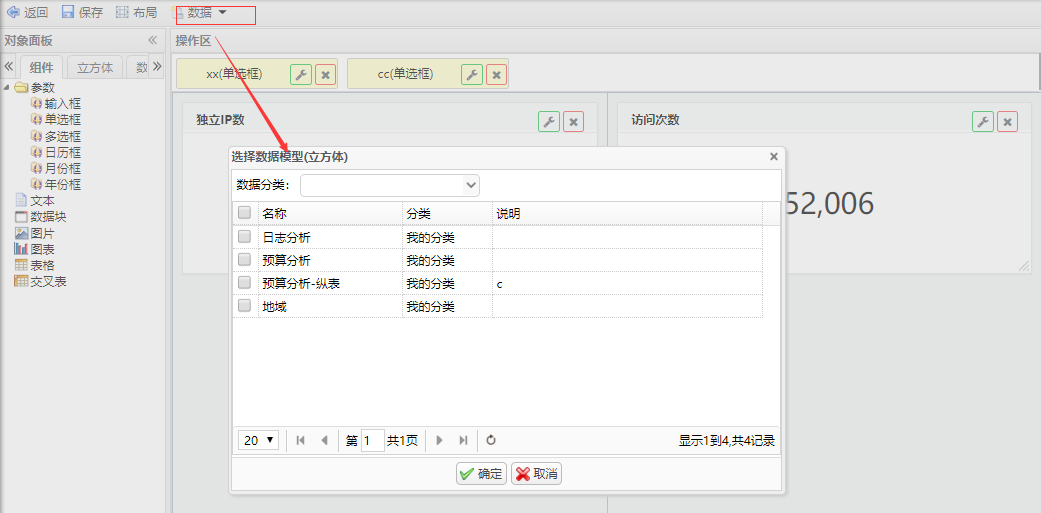 返回 保存 布局 数据
对象面板
操作区
组件 立方体 数
xx(单选框) cc(单选框)
参数
输入框
单选框
多选框
日历框
月份框
年份框
文本
数据块
图片
图表
表格
交叉表
独立IP数
访问次数
52,006
选择数据模型(立方体)
数据分类:
名称 分类 说明
日志分析 我的分类
预算分析 我的分类
预算分析-纵表 我的分类 c
地域 我的分类
20 第 1 共1页 显示1到4,共4记录
确定 取消